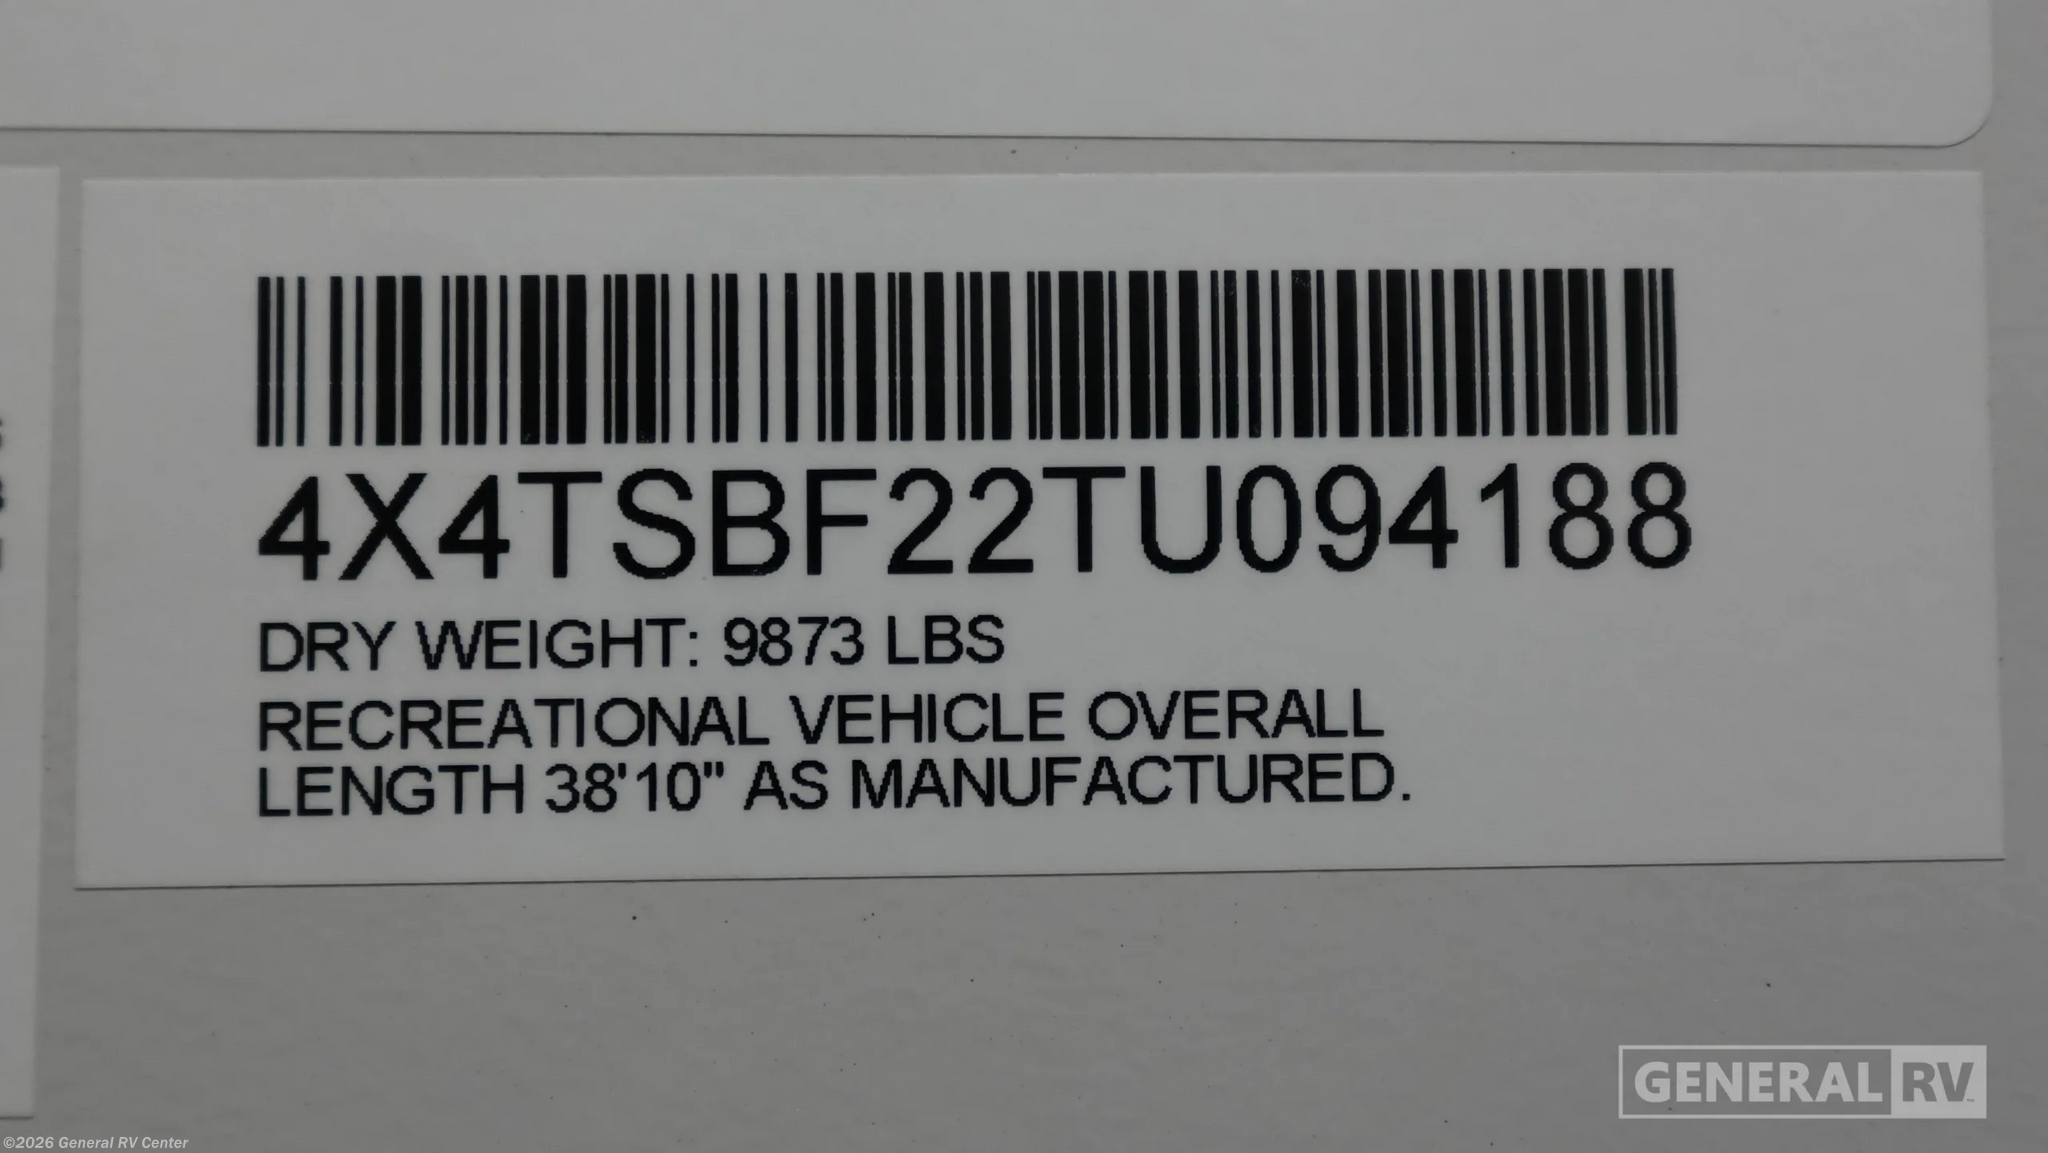 4X4TSBF22TU094188
DRY WEIGHT: 9873 LBS
RECREATIONAL VEHICLE OVERALL
LENGTH 38'10" AS MANUFACTURED.
GENERAL RV
©2026 General RV Center